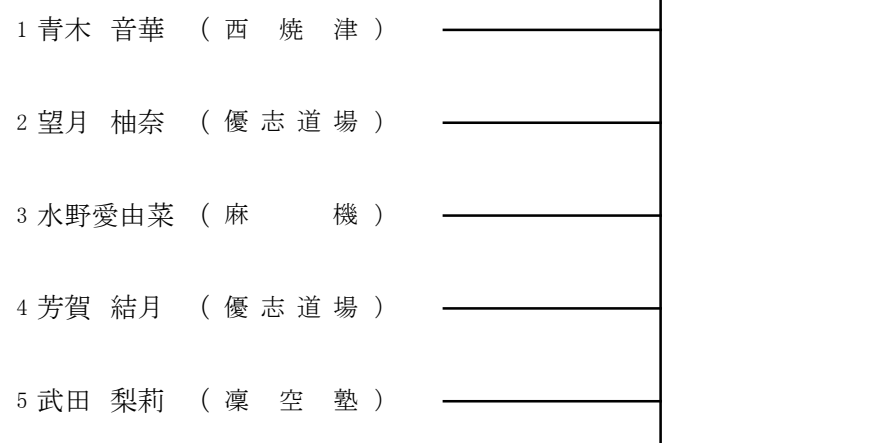 1 青木 音華 （ 西 焼 津 ）
2 望月 柚奈 （ 優 志 道 場 ）
3 水野愛由菜 （ 麻 機 ）
4 芳賀 結月 （ 優 志 道 場 ）
5 武田 梨莉 （ 凜 空 塾 ）